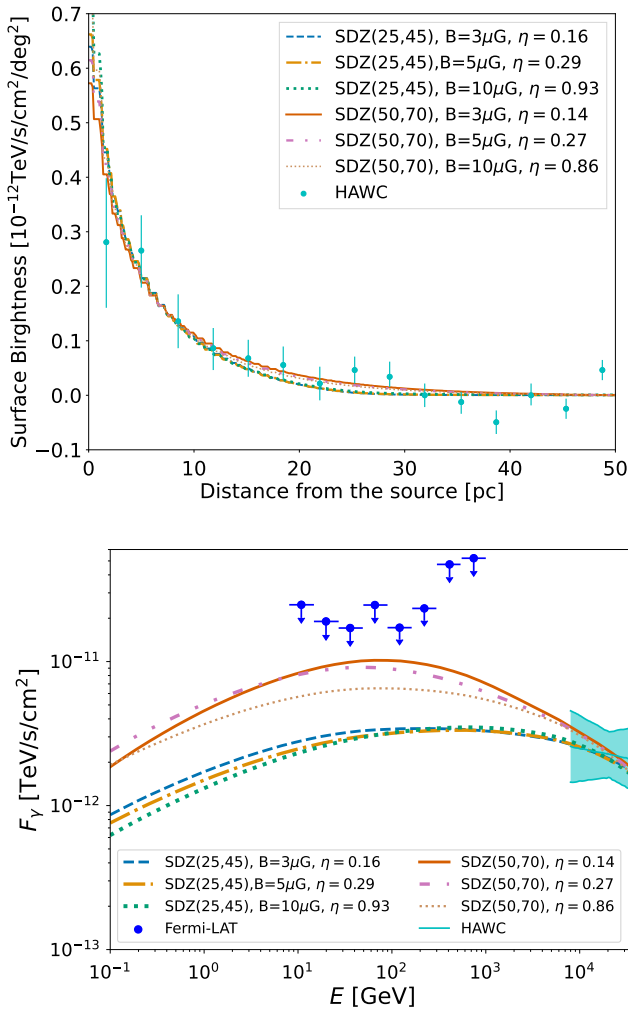 0.7
0.6
0.5
0.4
0.3
0.2
0.1
0.0
−0.1
Surface Birghtness [10⁻¹²TeV/s/cm²/deg²]
SDZ(25,45), B=3μG, η = 0.16
SDZ(25,45),B=5μG, η = 0.29
SDZ(25,45), B=10μG, η = 0.93
SDZ(50,70), B=3μG, η = 0.14
SDZ(50,70), B=5μG, η = 0.27
SDZ(50,70), B=10μG, η = 0.86
HAWC
0 10 20 30 40 50
Distance from the source [pc]
10⁻¹¹
10⁻¹²
10⁻¹³
Fγ [TeV/s/cm²]
SDZ(25,45), B=3μG, η = 0.16
SDZ(25,45),B=5μG, η = 0.29
SDZ(25,45), B=10μG, η = 0.93
Fermi-LAT
SDZ(50,70), η = 0.14
SDZ(50,70), η = 0.27
SDZ(50,70), η = 0.86
HAWC
10⁻¹ 10⁰ 10¹ 10² 10³ 10⁴
E [GeV]